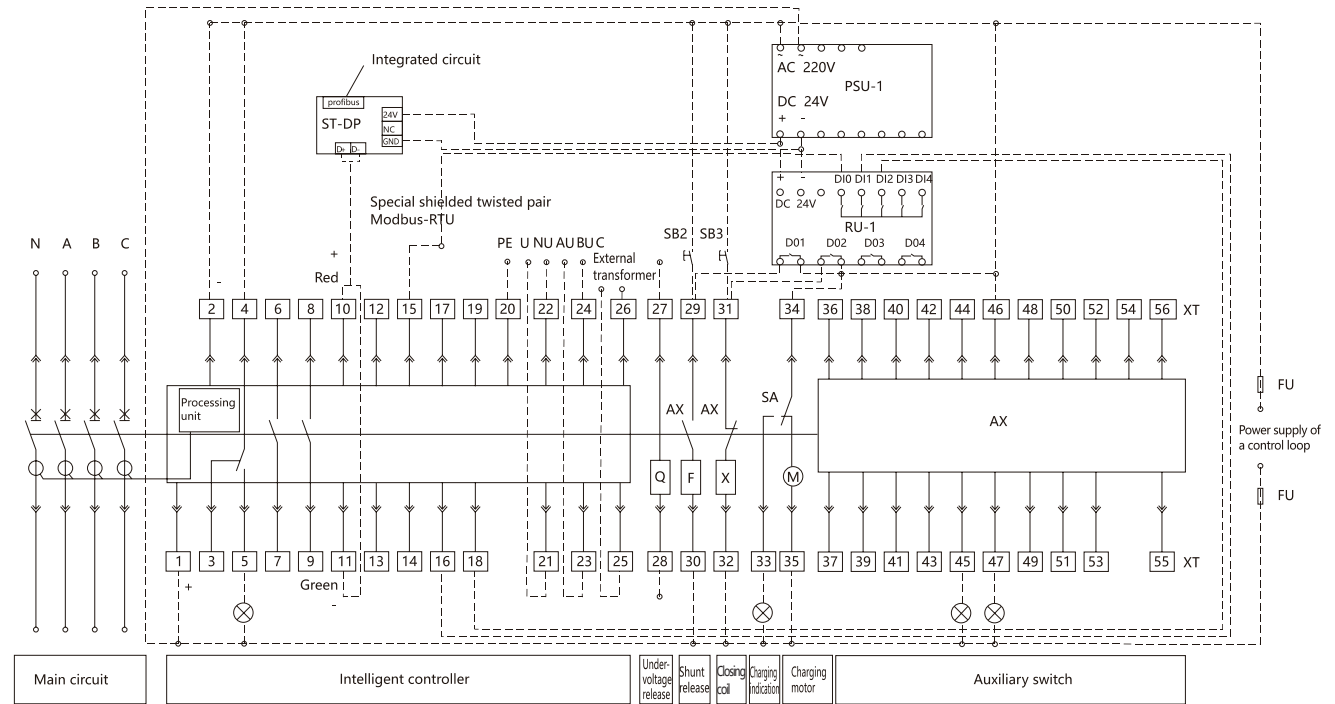 Integrated circuit
profibus
ST-DP
24V
NC
GND
D+ D-
~ ~
AC 220V
PSU-1
DC 24V
+ -
+ - DI0 DI1 DI2 DI3 DI4
DC 24V
RU-1
D01 D02 D03 D04
Special shielded twisted pair
Modbus-RTU
N A B C
+
Red
-
PE U NU AU BU C
External
transformer
SB2 SB3
2 4 6 8 10 12 15 17 19 20 22 24 26 27 29 31 34 36 38 40 42 44 46 48 50 52 54 56 XT
Processing
unit
AX AX
SA
AX
Q F X M
FU
Power supply of
a control loop
FU
1 3 5 7 9 11 13 14 16 18 21 23 25 28 30 32 33 35 37 39 41 43 45 47 49 51 53 55 XT
+
Green
-
Main circuit
Intelligent controller
Under-
voltage
release
Shunt
release
Closing
coil
Charging
indication
Charging
motor
Auxiliary switch